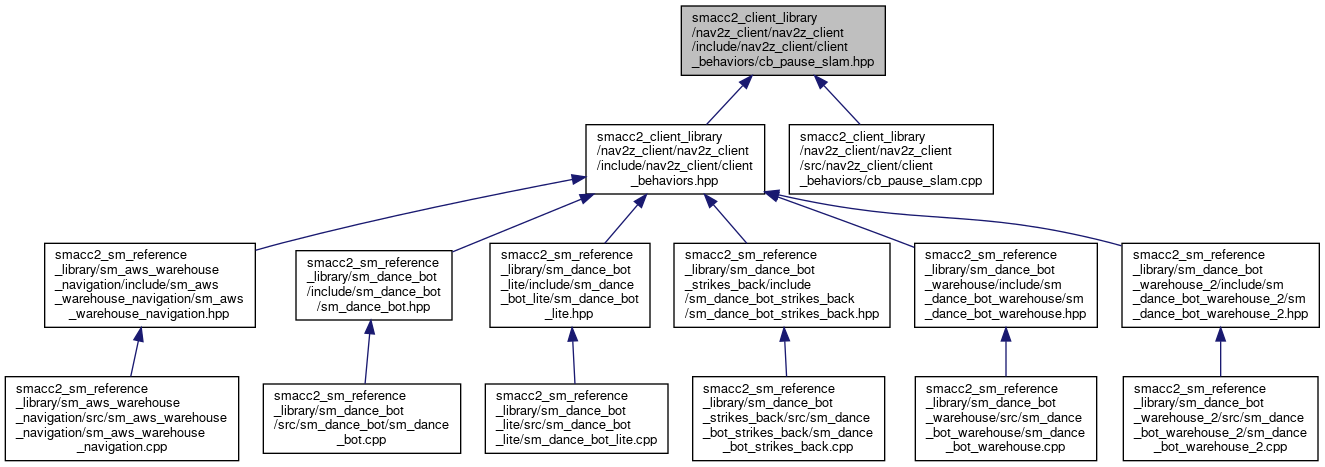 smacc2_client_library
/nav2z_client/nav2z_client
/include/nav2z_client/client
_behaviors/cb_pause_slam.hpp
smacc2_client_library
/nav2z_client/nav2z_client
/include/nav2z_client/client
_behaviors.hpp
smacc2_client_library
/nav2z_client/nav2z_client
/src/nav2z_client/client
_behaviors/cb_pause_slam.cpp
smacc2_sm_reference
_library/sm_aws_warehouse
_navigation/include/sm_aws
_warehouse_navigation/sm_aws
_warehouse_navigation.hpp
smacc2_sm_reference
_library/sm_dance_bot
/include/sm_dance_bot
/sm_dance_bot.hpp
smacc2_sm_reference
_library/sm_dance_bot
_lite/include/sm_dance
_bot_lite/sm_dance_bot
_lite.hpp
smacc2_sm_reference
_library/sm_dance_bot
_strikes_back/include
/sm_dance_bot_strikes_back
/sm_dance_bot_strikes_back.hpp
smacc2_sm_reference
_library/sm_dance_bot
_warehouse/include/sm
_dance_bot_warehouse/sm
_dance_bot_warehouse.hpp
smacc2_sm_reference
_library/sm_dance_bot
_warehouse_2/include/sm
_dance_bot_warehouse_2/sm
_dance_bot_warehouse_2.hpp
smacc2_sm_reference
_library/sm_aws_warehouse
_navigation/src/sm_aws_warehouse
_navigation/sm_aws_warehouse
_navigation.cpp
smacc2_sm_reference
_library/sm_dance_bot
/src/sm_dance_bot/sm_dance
_bot.cpp
smacc2_sm_reference
_library/sm_dance_bot
_lite/src/sm_dance_bot
_lite/sm_dance_bot_lite.cpp
smacc2_sm_reference
_library/sm_dance_bot
_strikes_back/src/sm_dance
_bot_strikes_back/sm_dance
_bot_strikes_back.cpp
smacc2_sm_reference
_library/sm_dance_bot
_warehouse/src/sm_dance
_bot_warehouse/sm_dance
_bot_warehouse.cpp
smacc2_sm_reference
_library/sm_dance_bot
_warehouse_2/src/sm_dance
_bot_warehouse_2/sm_dance
_bot_warehouse_2.cpp